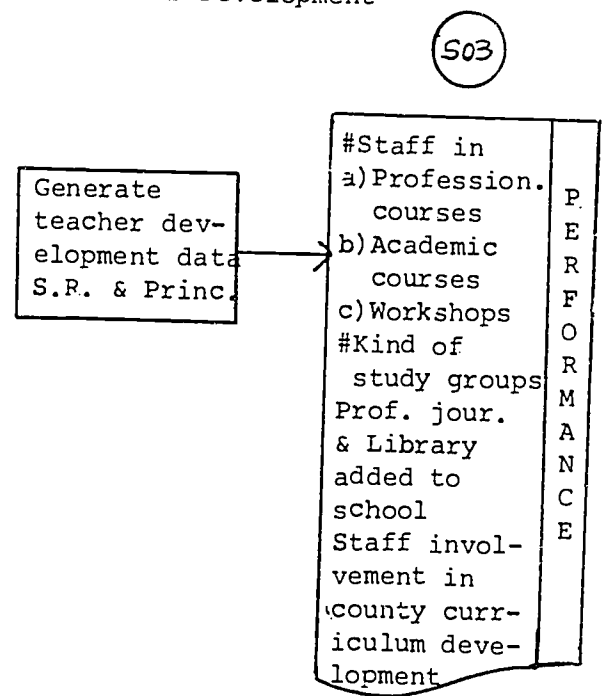 Development
S03
Generate
teacher dev-
elopment data
S.R. & Princ.
#Staff in
a)Profession.
courses
b)Academic
courses
c)Workshops
#Kind of
study groups
Prof. jour.
& Library
added to
school
Staff invol-
vement in
county curr-
iculum deve-
lopment
PERFORMANCE